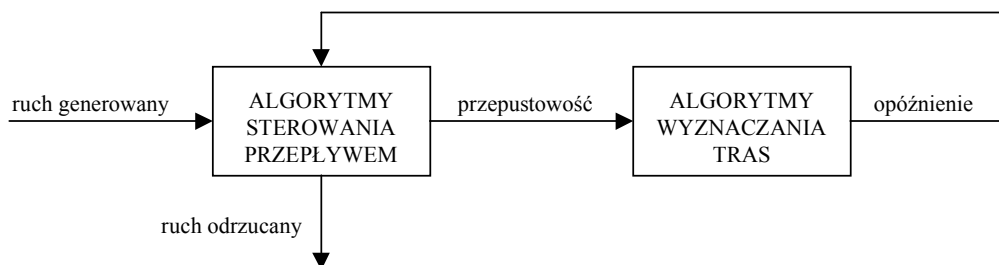 ruch generowany
ALGORYTMY
STEROWANIA
PRZEPŁYWEM
przepustowość
ALGORYTMY
WYZNACZANIA
TRAS
opóźnienie
ruch odrzucany